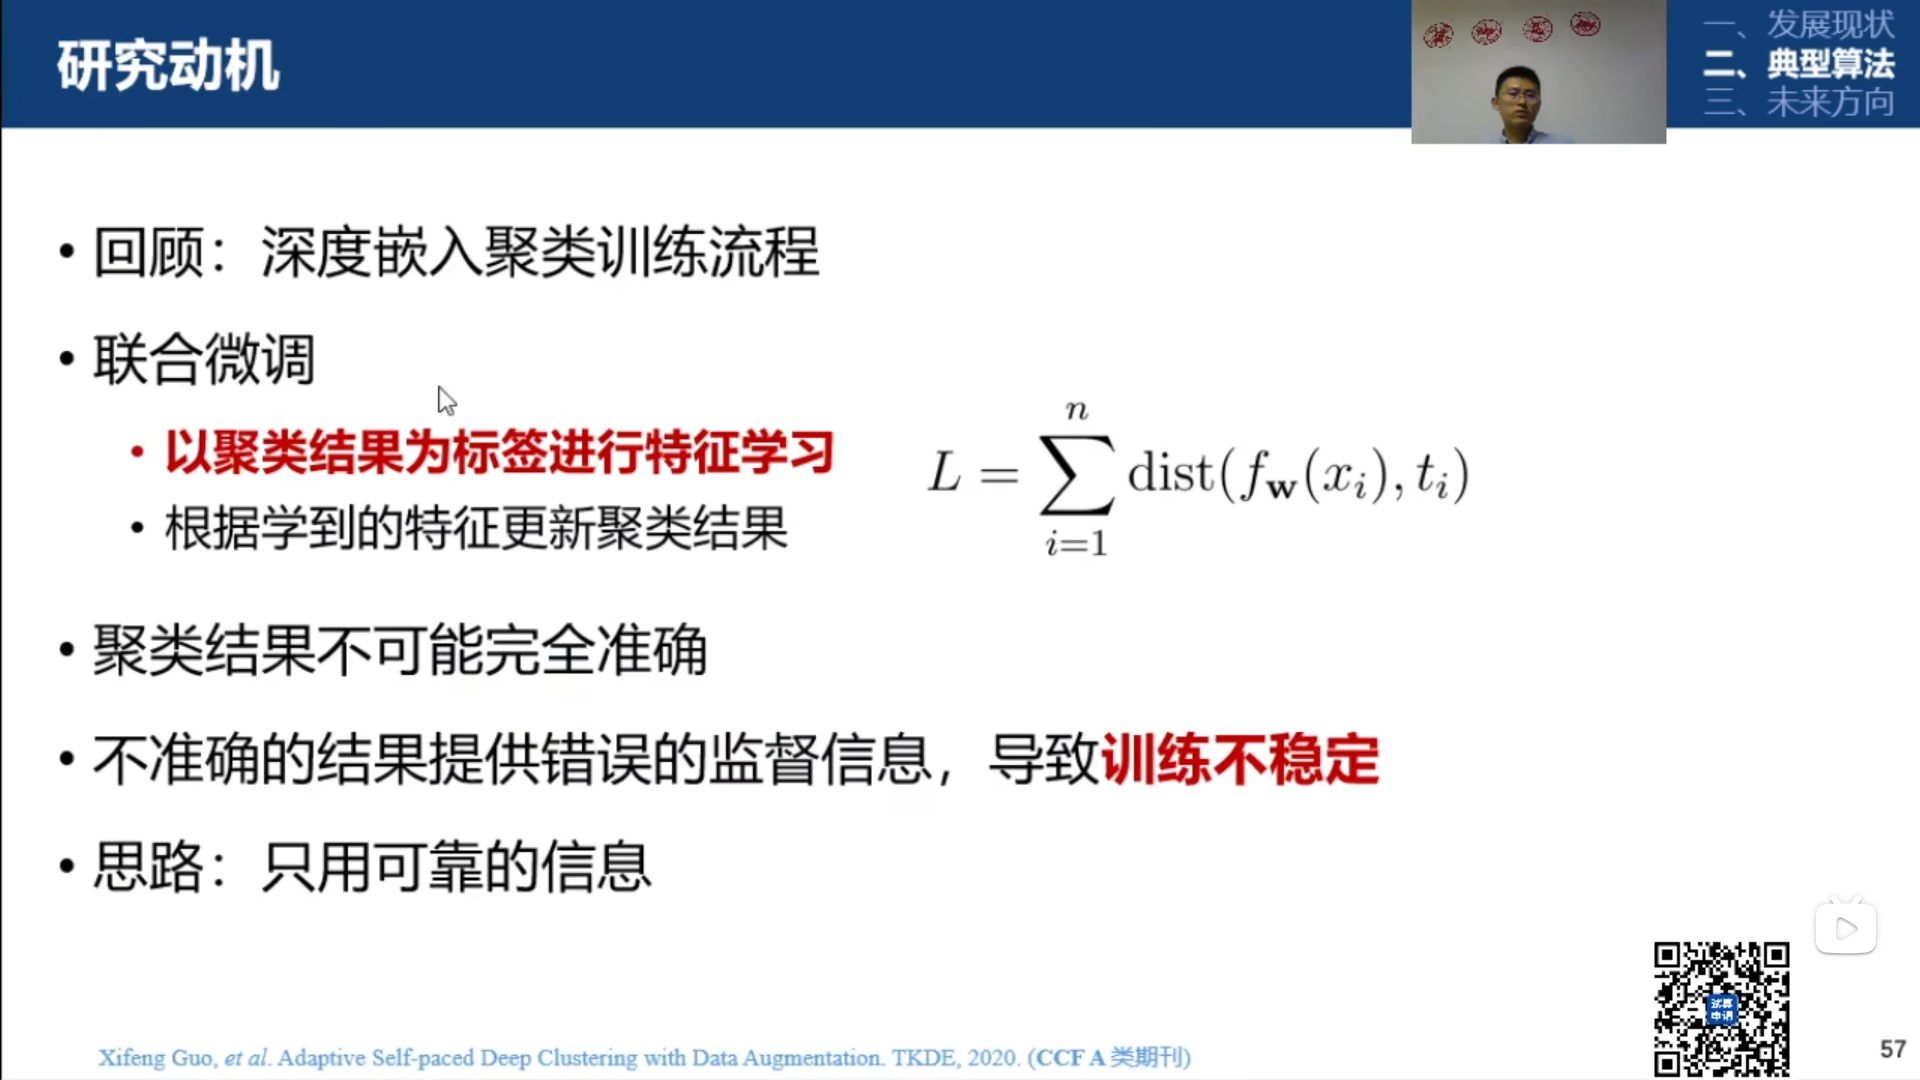 研究动机
一、发展现状
二、典型算法
三、未来方向
• 回顾：深度嵌入聚类训练流程
• 联合微调
• 以聚类结果为标签进行特征学习
• 根据学到的特征更新聚类结果
L = \sum_{i=1}^{n} dist(f_w(x_i), t_i)
• 聚类结果不可能完全准确
• 不准确的结果提供错误的监督信息，导致训练不稳定
• 思路：只用可靠的信息
试算
申请
Xifeng Guo, et al. Adaptive Self-paced Deep Clustering with Data Augmentation. TKDE, 2020. (CCF A 类期刊)
57